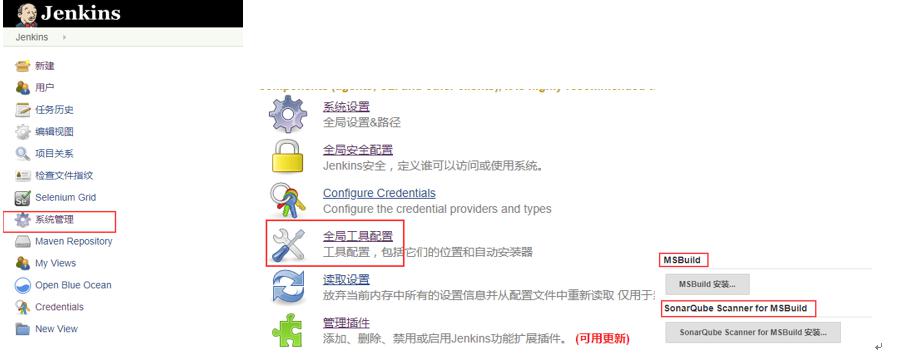 Jenkins
Jenkins
新建
用户
任务历史
编辑视图
项目关系
检查文件指纹
Selenium Grid
系统管理
Maven Repository
My Views
Open Blue Ocean
Credentials
New View
系统设置
全局设置&路径
全局安全配置
Jenkins安全，定义谁可以访问或使用系统。
Configure Credentials
Configure the credential providers and types
全局工具配置
工具配置，包括它们的位置和自动安装器
读取设置
放弃当前内存中所有的设置信息并从配置文件中重新读取 仅用于
管理插件
添加、删除、禁用或启用Jenkins功能扩展插件。 (可用更新)
MSBuild
MSBuild 安装...
SonarQube Scanner for MSBuild
SonarQube Scanner for MSBuild 安装...